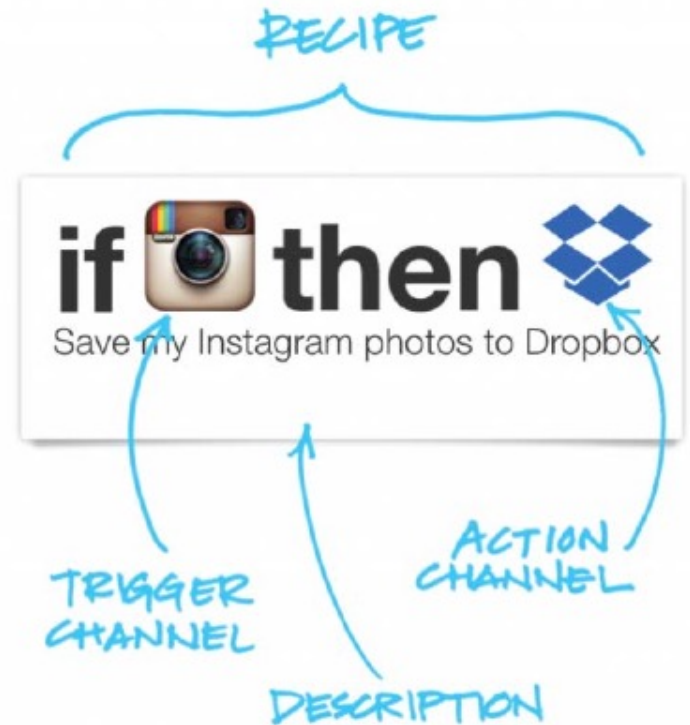 RECIPE
if then
Save my Instagram photos to Dropbox
TRIGGER
CHANNEL
ACTION
CHANNEL
DESCRIPTION